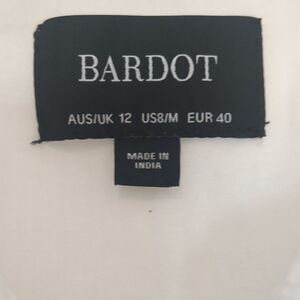 BARDOT
AUS/UK 12 US8/M EUR 40
MADE IN
INDIA